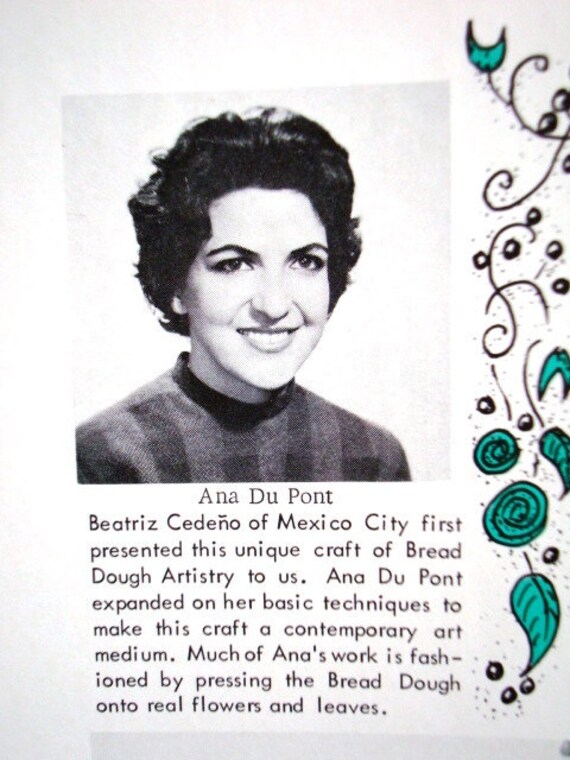 Ana Du Pont
Beatriz Cedeño of Mexico City first
presented this unique craft of Bread
Dough Artistry to us. Ana Du Pont
expanded on her basic techniques to
make this craft a contemporary art
medium. Much of Ana's work is fash-
ioned by pressing the Bread Dough
onto real flowers and leaves.